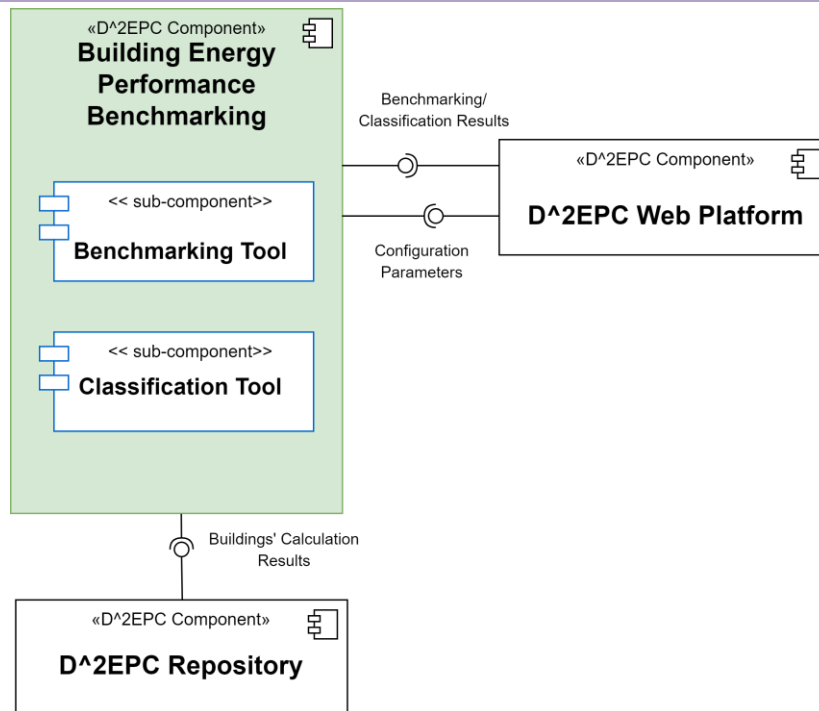 «D^2EPC Component»
Building Energy
Performance
Benchmarking
<< sub-component>>
Benchmarking Tool
<< sub-component>>
Classification Tool
Benchmarking/
Classification Results
Configuration
Parameters
«D^2EPC Component»
D^2EPC Web Platform
Buildings' Calculation
Results
«D^2EPC Component»
D^2EPC Repository